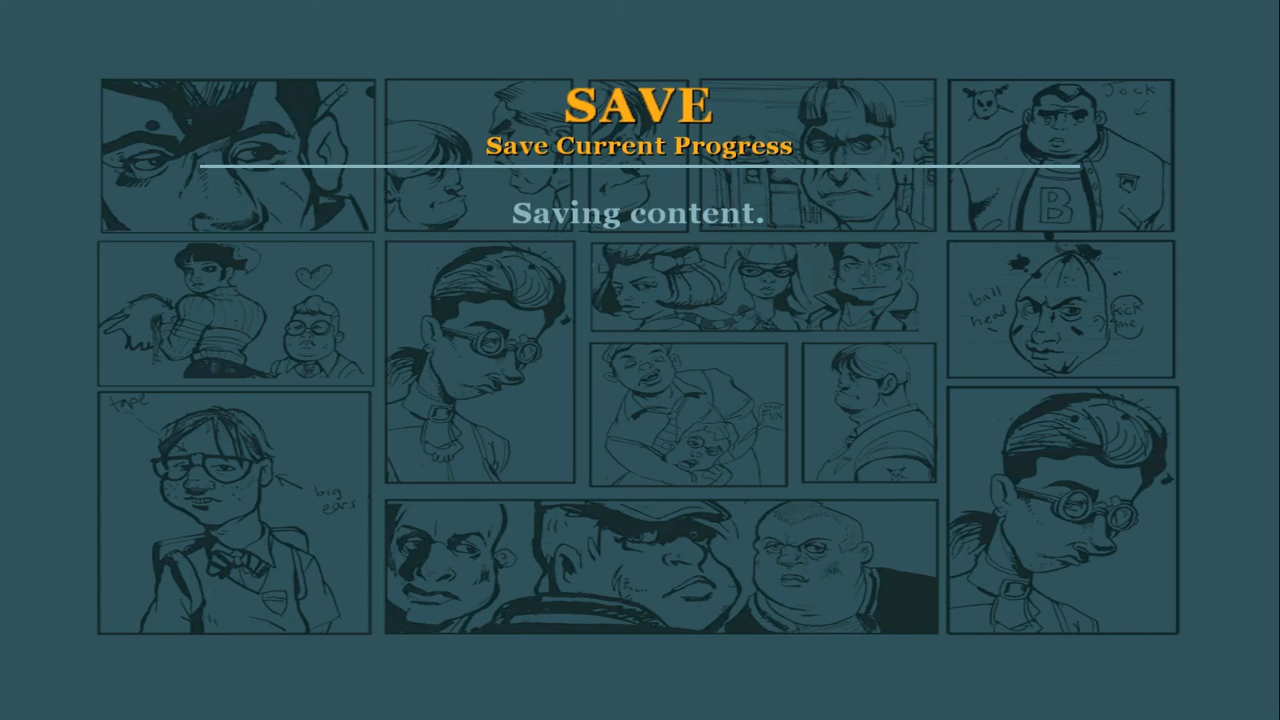 SAVE
Save Current Progress
Saving content.
Jock
B
ball
head
tape
big
ears